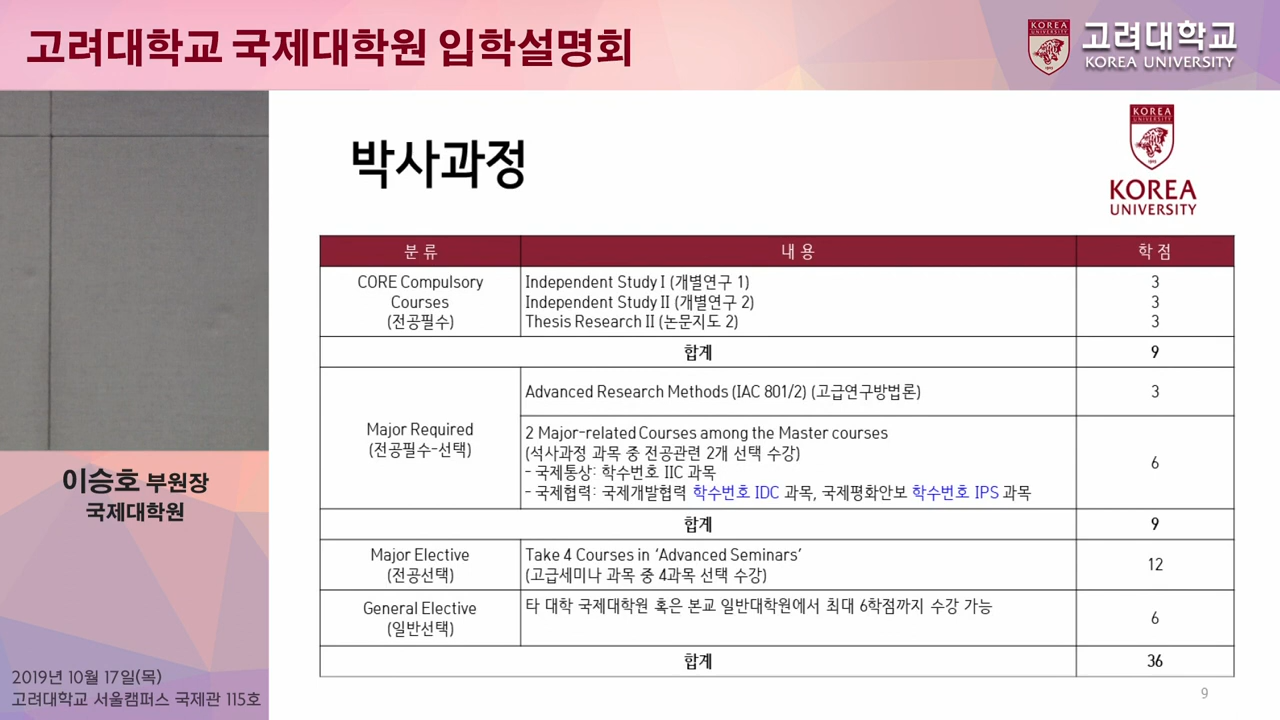 고려대학교 국제대학원 입학설명회
KOREA
UNIVERSITY
고려대학교
KOREA UNIVERSITY
박사과정
KOREA
UNIVERSITY
KOREA
UNIVERSITY
분 류 내 용 학 점
CORE Compulsory
Courses
(전공필수)
Independent Study I (개별연구 1) 3
Independent Study II (개별연구 2) 3
Thesis Research II (논문지도 2) 3
합계 9
Major Required
(전공필수-선택)
Advanced Research Methods (IAC 801/2) (고급연구방법론) 3
2 Major-related Courses among the Master courses
(석사과정 과목 중 전공관련 2개 선택 수강)
- 국제통상: 학수번호 IIC 과목
- 국제협력: 국제개발협력 학수번호 IDC 과목, 국제평화안보 학수번호 IPS 과목
6
합계 9
Major Elective
(전공선택)
Take 4 Courses in ‘Advanced Seminars’
(고급세미나 과목 중 4과목 선택 수강)
12
General Elective
(일반선택)
타 대학 국제대학원 혹은 본교 일반대학원에서 최대 6학점까지 수강 가능
6
합계 36
이승호 부원장
국제대학원
2019년 10월 17일(목)
고려대학교 서울캠퍼스 국제관 115호
9